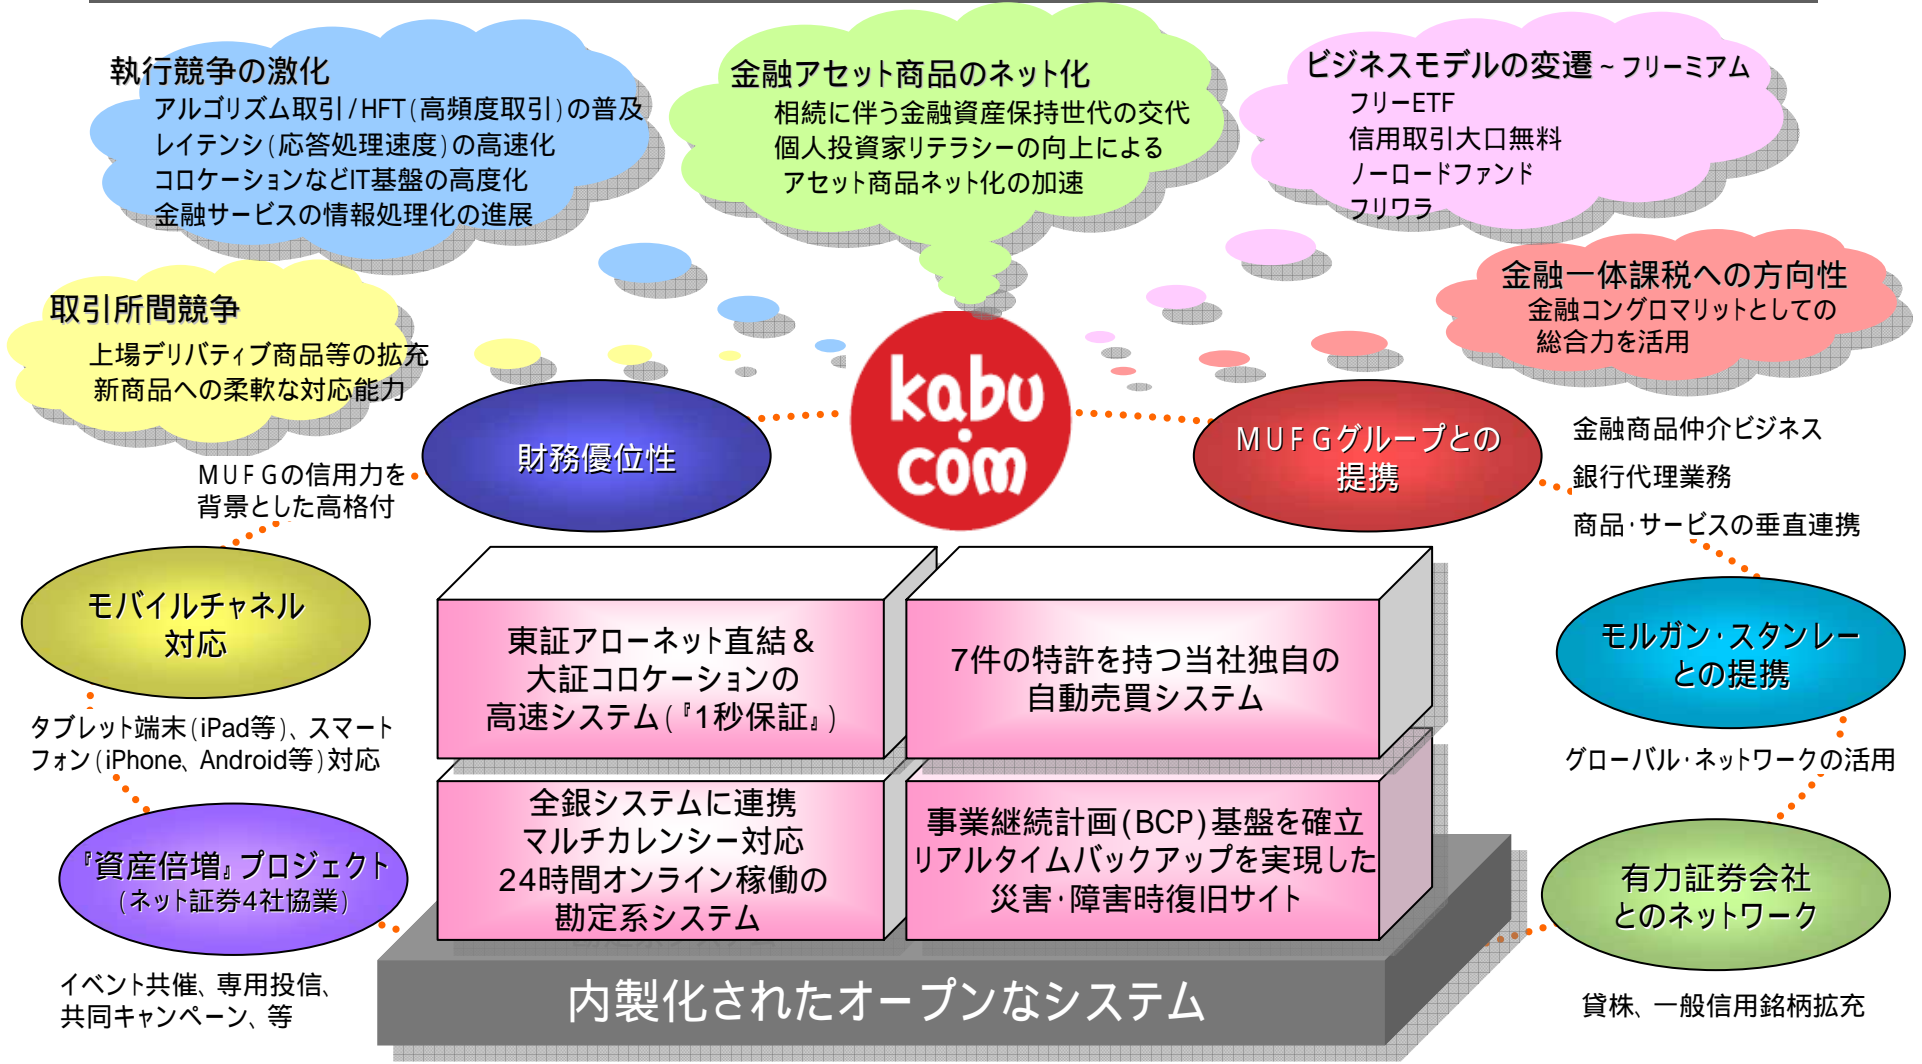 執行競争の激化
アルゴリズム取引/HFT(高頻度取引)の普及
レイテンシ(応答処理速度)の高速化
コロケーションなどIT基盤の高度化
金融サービスの情報処理化の進展
金融アセット商品のネット化
相続に伴う金融資産保持世代の交代
個人投資家リテラシーの向上による
アセット商品ネット化の加速
ビジネスモデルの変遷~フリーミアム
フリーETF
信用取引大口無料
ノーロードファンド
フリワラ
取引所間競争
上場デリバティブ商品等の拡充
新商品への柔軟な対応能力
金融一体課税への方向性
金融コングロマリットとしての
総合力を活用
kabu
.
com
財務優位性
MUFGの信用力を
背景とした高格付
MUFGグループとの
提携
金融商品仲介ビジネス
銀行代理業務
商品・サービスの垂直連携
モバイルチャネル
対応
タブレット端末(iPad等)、スマート
フォン(iPhone、Android等)対応
モルガン・スタンレー
との提携
グローバル・ネットワークの活用
『資産倍増』プロジェクト
(ネット証券4社協業)
イベント共催、専用投信、
共同キャンペーン、等
有力証券会社
とのネットワーク
貸株、一般信用銘柄拡充
東証アローネット直結&
大証コロケーションの
高速システム(『1秒保証』)
7件の特許を持つ当社独自の
自動売買システム
全銀システムに連携
マルチカレンシー対応
24時間オンライン稼働の
勘定系システム
事業継続計画(BCP)基盤を確立
リアルタイムバックアップを実現した
災害・障害時復旧サイト
内製化されたオープンなシステム